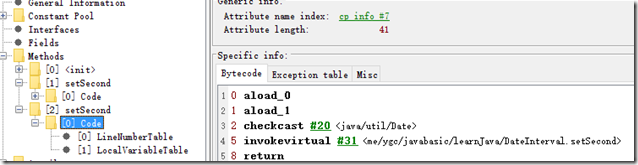 General Information
Constant Pool
Interfaces
Fields
Methods
[0] <init>
[1] setSecond
[0] Code
[2] setSecond
[0] Code
[0] LineNumberTable
[1] LocalVariableTable
Generic info:
Attribute name index: cp info #7
Attribute length: 41
Specific info:
Bytecode Exception table Misc
1 0 aload_0
2 1 aload_1
3 2 checkcast #20 <java/util/Date>
4 5 invokevirtual #31 <me/ygc/javabasic/learnJava/DateInterval.setSecond>
5 8 return